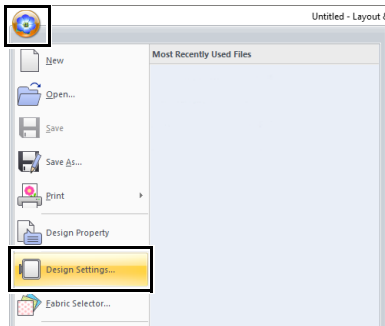 Untitled - Layout &
New
Most Recently Used Files
Open...
Save
Save As...
Print
Design Property
Design Settings...
Fabric Selector...